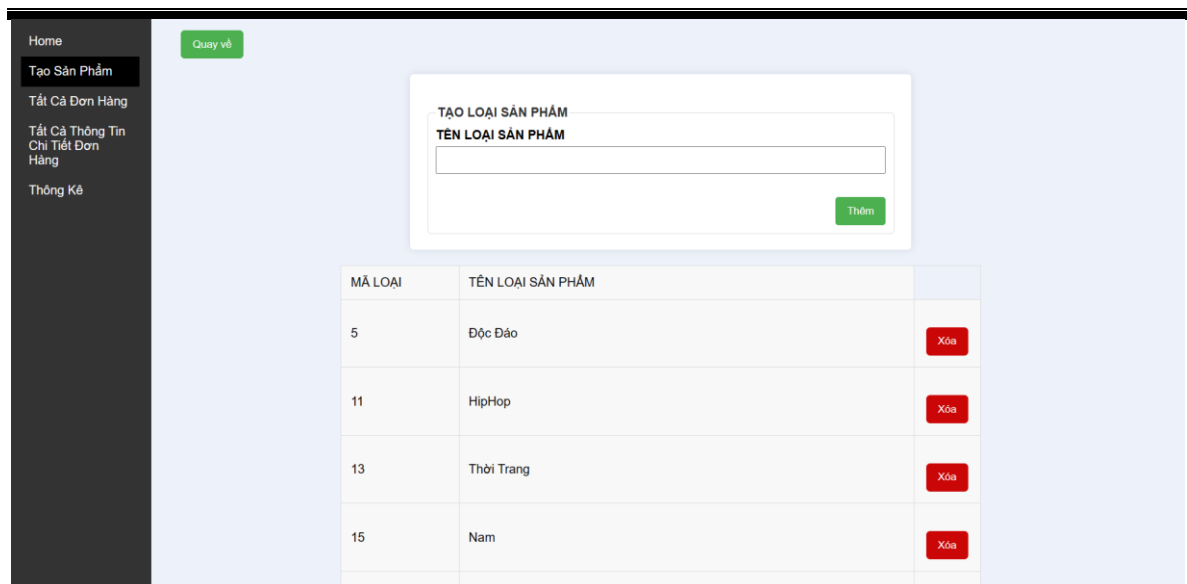 Home
Tạo Sản Phẩm
Tất Cả Đơn Hàng
Tất Cả Thông Tin
Chi Tiết Đơn
Hàng
Thông Kê
Quay về
TẠO LOẠI SẢN PHẨM
TÊN LOẠI SẢN PHẨM
Thêm
MÃ LOẠI TÊN LOẠI SẢN PHẨM
5 Độc Đáo Xóa
11 HipHop Xóa
13 Thời Trang Xóa
15 Nam Xóa